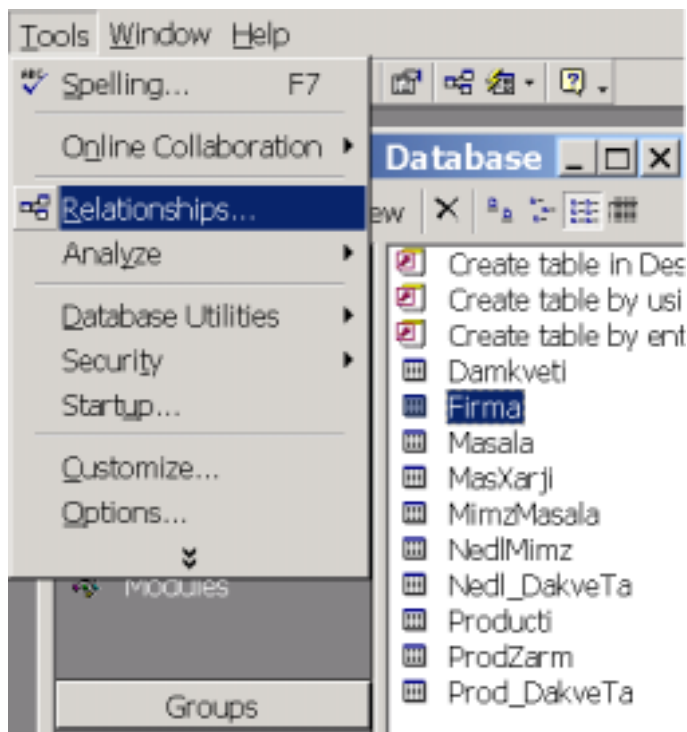 Tools Window Help
Spelling... F7
Online Collaboration
Relationships...
Analyze
Database Utilities
Security
Startup...
Customize...
Options...
Modules
Groups
Database
ew
Create table in Des
Create table by usi
Create table by ent
Damkveti
Firma
Masala
MasXarji
MimzMasala
NedlMimz
Nedl_DakveTa
Producti
ProdZarm
Prod_DakveTa